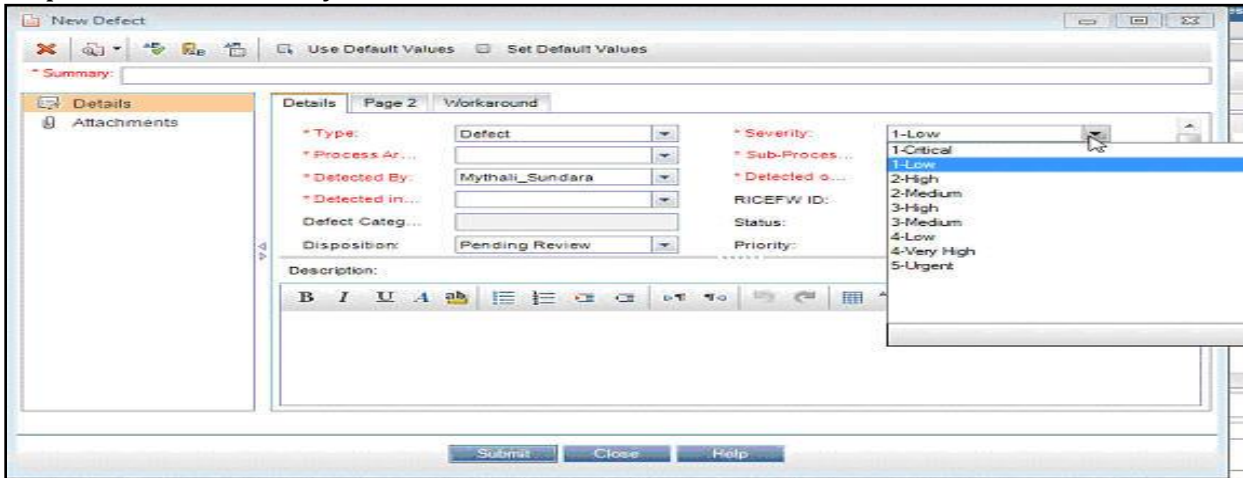 New Defect
Use Default Values Set Default Values
* Summary:
Details
Attachments
Details Page 2 Workaround
* Type: Defect * Severity: 1-Low
* Process Ar... * Sub-Proces...
* Detected By: Mythali_Sundara * Detected o...
* Detected in... RICEFW ID:
Defect Categ... Status:
Disposition: Pending Review Priority:
1-Critical
1-Low
2-High
2-Medium
3-High
3-Medium
4-Low
4-Very High
5-Urgent
Description:
B I U A ab
Submit Close Help